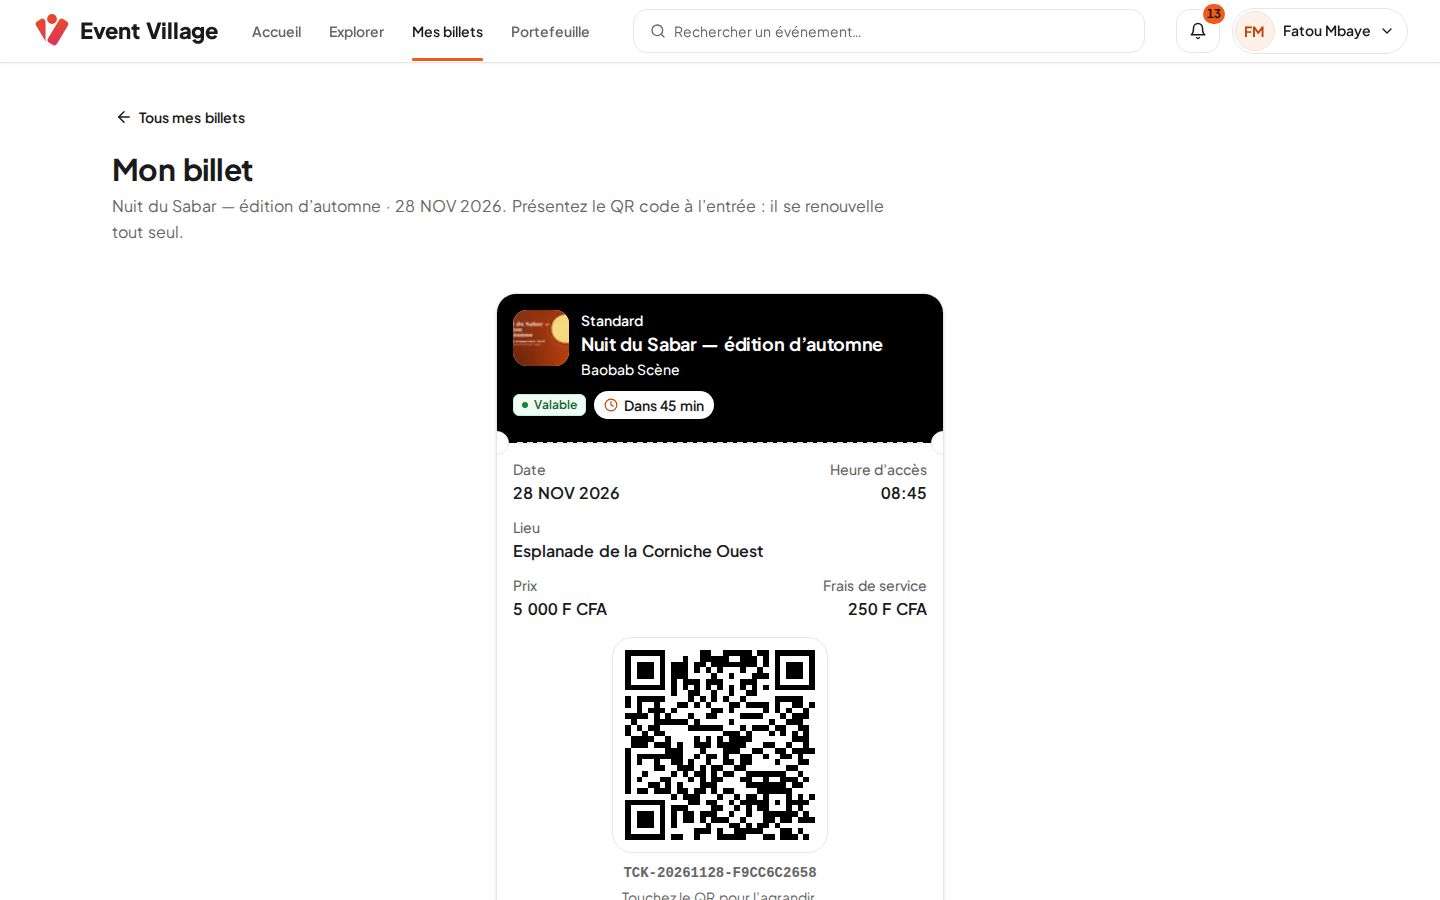 Event Village
Accueil
Explorer
Mes billets
Portefeuille
Rechercher un événement…
13
FM
Fatou Mbaye
Tous mes billets
Mon billet
Nuit du Sabar — édition d’automne · 28 NOV 2026. Présentez le QR code à l’entrée : il se renouvelle
tout seul.
Standard
Nuit du Sabar — édition d’automne
Baobab Scène
Valable
Dans 45 min
Date
Heure d’accès
28 NOV 2026
08:45
Lieu
Esplanade de la Corniche Ouest
Prix
Frais de service
5 000 F CFA
250 F CFA
TCK-20261128-F9CC6C2658
Touchez le QR pour l’agrandir